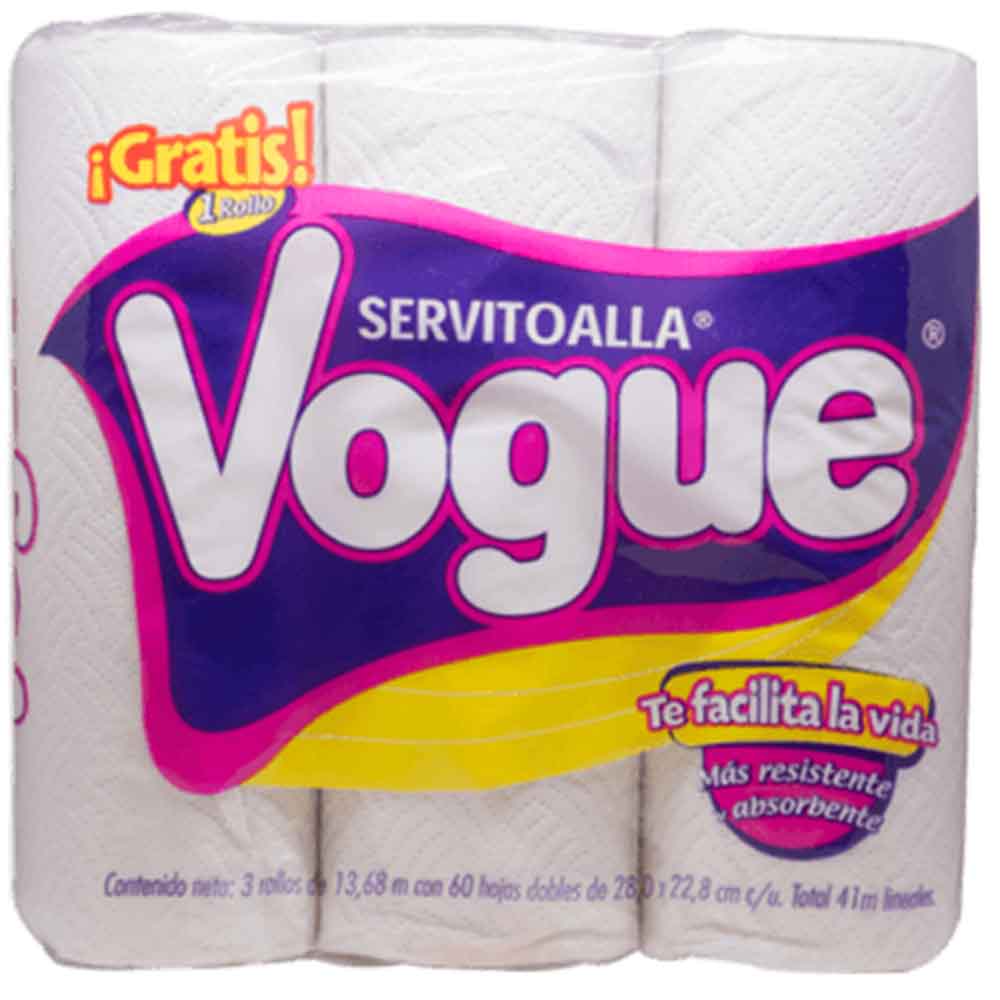 ¡Gratis!
1 Rollo
SERVITOALLA®
Vogue®
Te facilita la vida
Más resistente
y absorbente
Contenido neto: 3 rollos de 13,68 m con 60 hojas dobles de 28,0 x 22,8 cm c/u. Total 41m lineales.